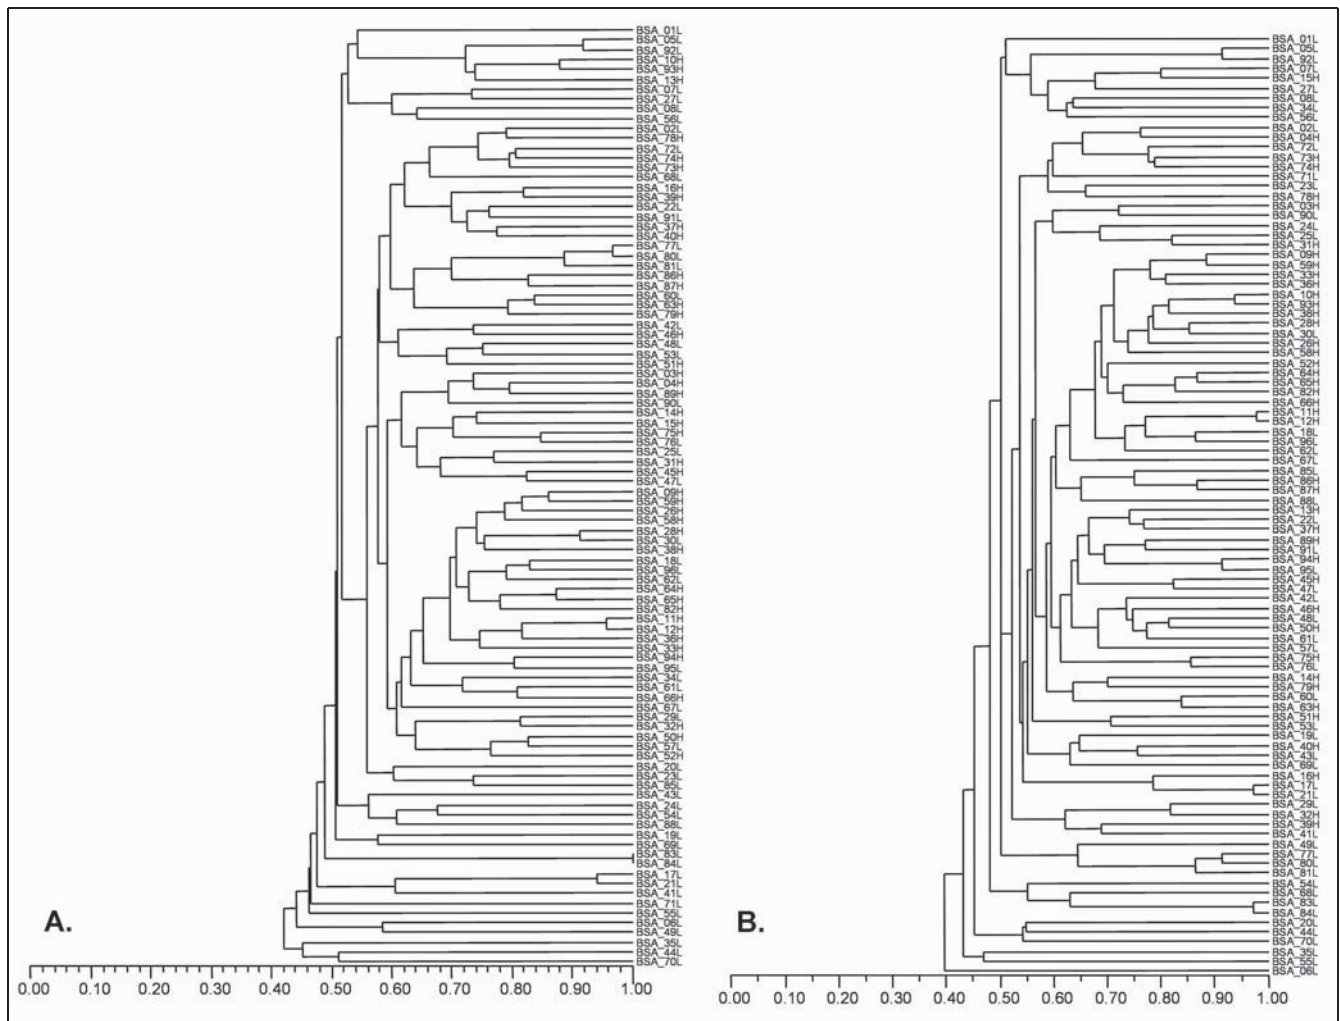 BSA_01L
BSA_05L
BSA_92L
BSA_10H
BSA_93H
BSA_13H
BSA_07L
BSA_27L
BSA_08L
BSA_56L
BSA_02L
BSA_78H
BSA_72L
BSA_74H
BSA_73H
BSA_68L
BSA_16H
BSA_39H
BSA_22L
BSA_91L
BSA_37H
BSA_40H
BSA_77L
BSA_80L
BSA_81L
BSA_86H
BSA_87H
BSA_60L
BSA_63H
BSA_79H
BSA_42L
BSA_46H
BSA_48L
BSA_53L
BSA_51H
BSA_03H
BSA_04H
BSA_89H
BSA_90L
BSA_14H
BSA_15H
BSA_75H
BSA_76L
BSA_25L
BSA_31H
BSA_45H
BSA_47L
BSA_09H
BSA_59H
BSA_26H
BSA_58H
BSA_28H
BSA_30L
BSA_38H
BSA_18L
BSA_96L
BSA_62L
BSA_64H
BSA_65H
BSA_82H
BSA_11H
BSA_12H
BSA_36H
BSA_33H
BSA_94H
BSA_95L
BSA_34L
BSA_61L
BSA_66H
BSA_67L
BSA_29L
BSA_32H
BSA_50H
BSA_57L
BSA_52H
BSA_20L
BSA_23L
BSA_85L
BSA_43L
BSA_24L
BSA_54L
BSA_88L
BSA_19L
BSA_69L
BSA_83L
BSA_84L
BSA_17L
BSA_21L
BSA_41L
BSA_71L
BSA_55L
BSA_06L
BSA_49L
BSA_35L
BSA_44L
BSA_70L
A.
0.00 0.10 0.20 0.30 0.40 0.50 0.60 0.70 0.80 0.90 1.00
BSA_01L
BSA_05L
BSA_92L
BSA_07L
BSA_15H
BSA_27L
BSA_08L
BSA_34L
BSA_56L
BSA_02L
BSA_04H
BSA_72L
BSA_73H
BSA_74H
BSA_71L
BSA_23L
BSA_78H
BSA_03H
BSA_90L
BSA_24L
BSA_25L
BSA_31H
BSA_09H
BSA_59H
BSA_33H
BSA_36H
BSA_10H
BSA_93H
BSA_38H
BSA_28H
BSA_30L
BSA_26H
BSA_58H
BSA_52H
BSA_64H
BSA_65H
BSA_82H
BSA_66H
BSA_11H
BSA_12H
BSA_18L
BSA_96L
BSA_62L
BSA_67L
BSA_85L
BSA_86H
BSA_87H
BSA_88L
BSA_13H
BSA_22L
BSA_37H
BSA_89H
BSA_91L
BSA_94H
BSA_95L
BSA_45H
BSA_47L
BSA_42L
BSA_46H
BSA_48L
BSA_50H
BSA_61L
BSA_57L
BSA_75H
BSA_76L
BSA_14H
BSA_79H
BSA_60L
BSA_63H
BSA_51H
BSA_53L
BSA_19L
BSA_40H
BSA_43L
BSA_69L
BSA_16H
BSA_17L
BSA_21L
BSA_29L
BSA_32H
BSA_39H
BSA_41L
BSA_49L
BSA_77L
BSA_80L
BSA_81L
BSA_54L
BSA_68L
BSA_83L
BSA_84L
BSA_20L
BSA_44L
BSA_70L
BSA_35L
BSA_55L
BSA_06L
B.
0.00 0.10 0.20 0.30 0.40 0.50 0.60 0.70 0.80 0.90 1.00